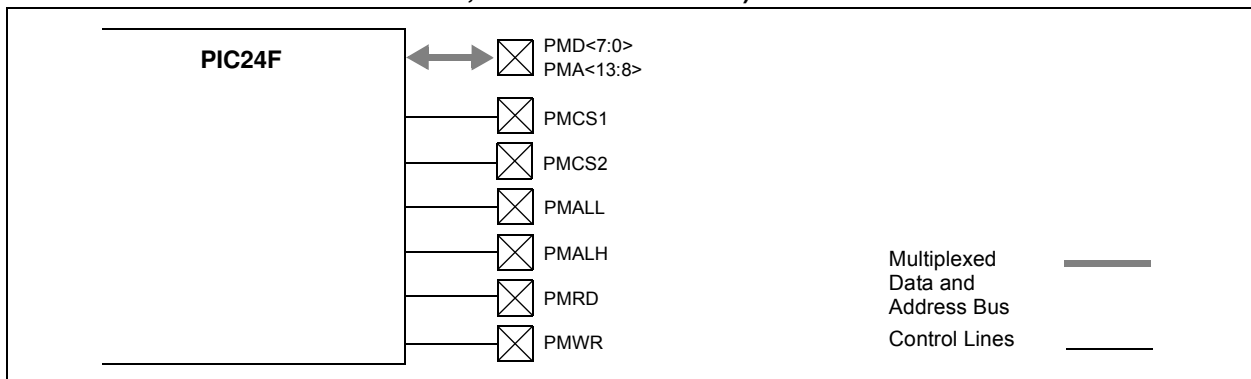 PIC24F
PMD<7:0>
PMA<13:8>
PMCS1
PMCS2
PMALL
PMALH
PMRD
PMWR
Multiplexed
Data and
Address Bus
Control Lines